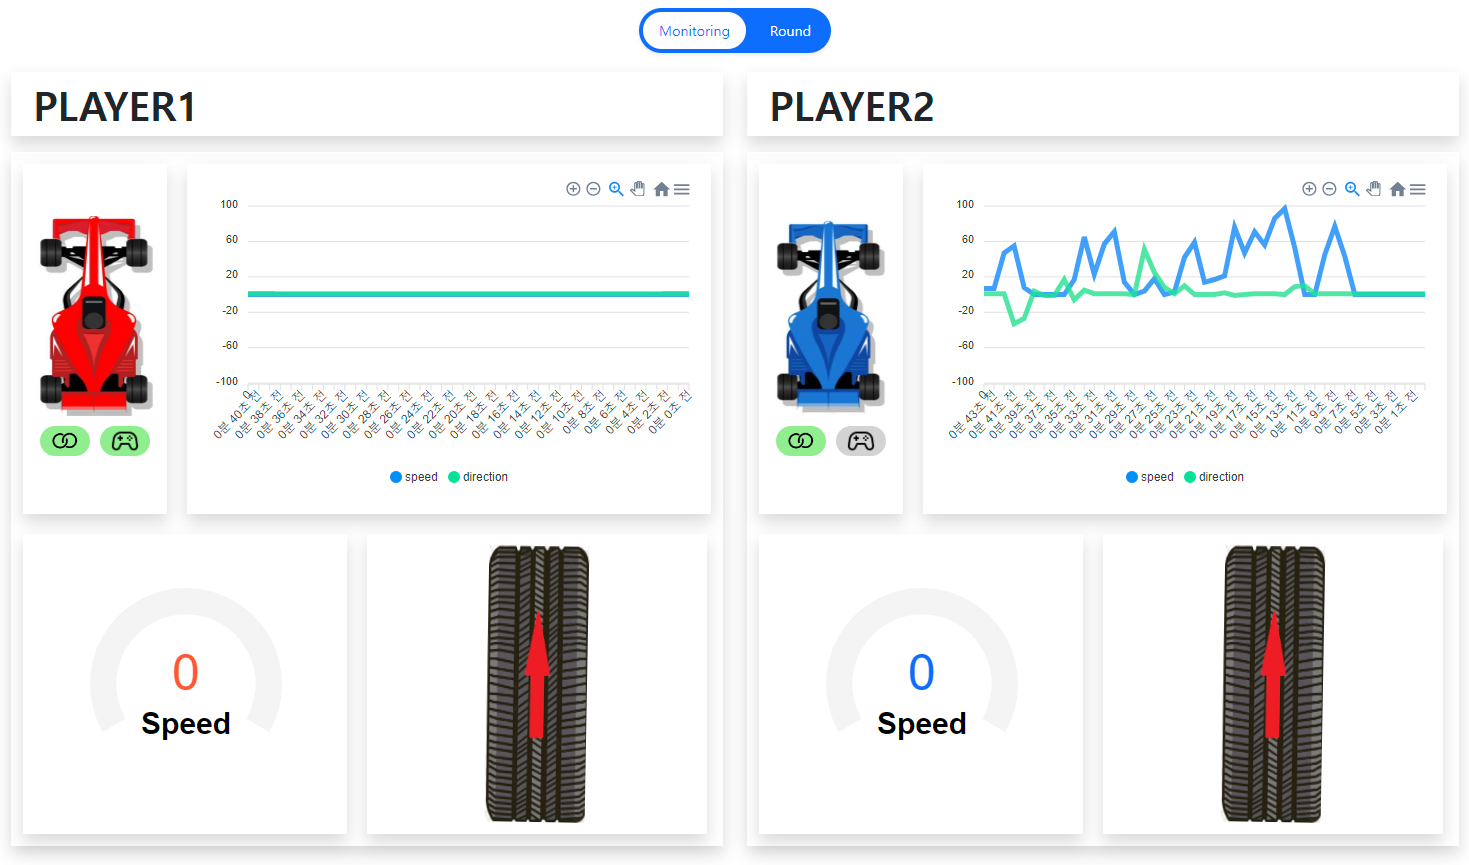 Monitoring Round
PLAYER1
100
60
20
-20
-60
-100
0분 40초 전
0분 38초 전
0분 36초 전
0분 34초 전
0분 32초 전
0분 30초 전
0분 28초 전
0분 26초 전
0분 24초 전
0분 22초 전
0분 20초 전
0분 18초 전
0분 16초 전
0분 14초 전
0분 12초 전
0분 10초 전
0분 8초 전
0분 6초 전
0분 4초 전
0분 2초 전
0분 0초 전
speed direction
0
Speed
PLAYER2
100
60
20
-20
-60
-100
0분 43초 전
0분 41초 전
0분 39초 전
0분 37초 전
0분 35초 전
0분 33초 전
0분 31초 전
0분 29초 전
0분 27초 전
0분 25초 전
0분 23초 전
0분 21초 전
0분 19초 전
0분 17초 전
0분 15초 전
0분 13초 전
0분 11초 전
0분 9초 전
0분 7초 전
0분 5초 전
0분 3초 전
0분 1초 전
speed direction
0
Speed